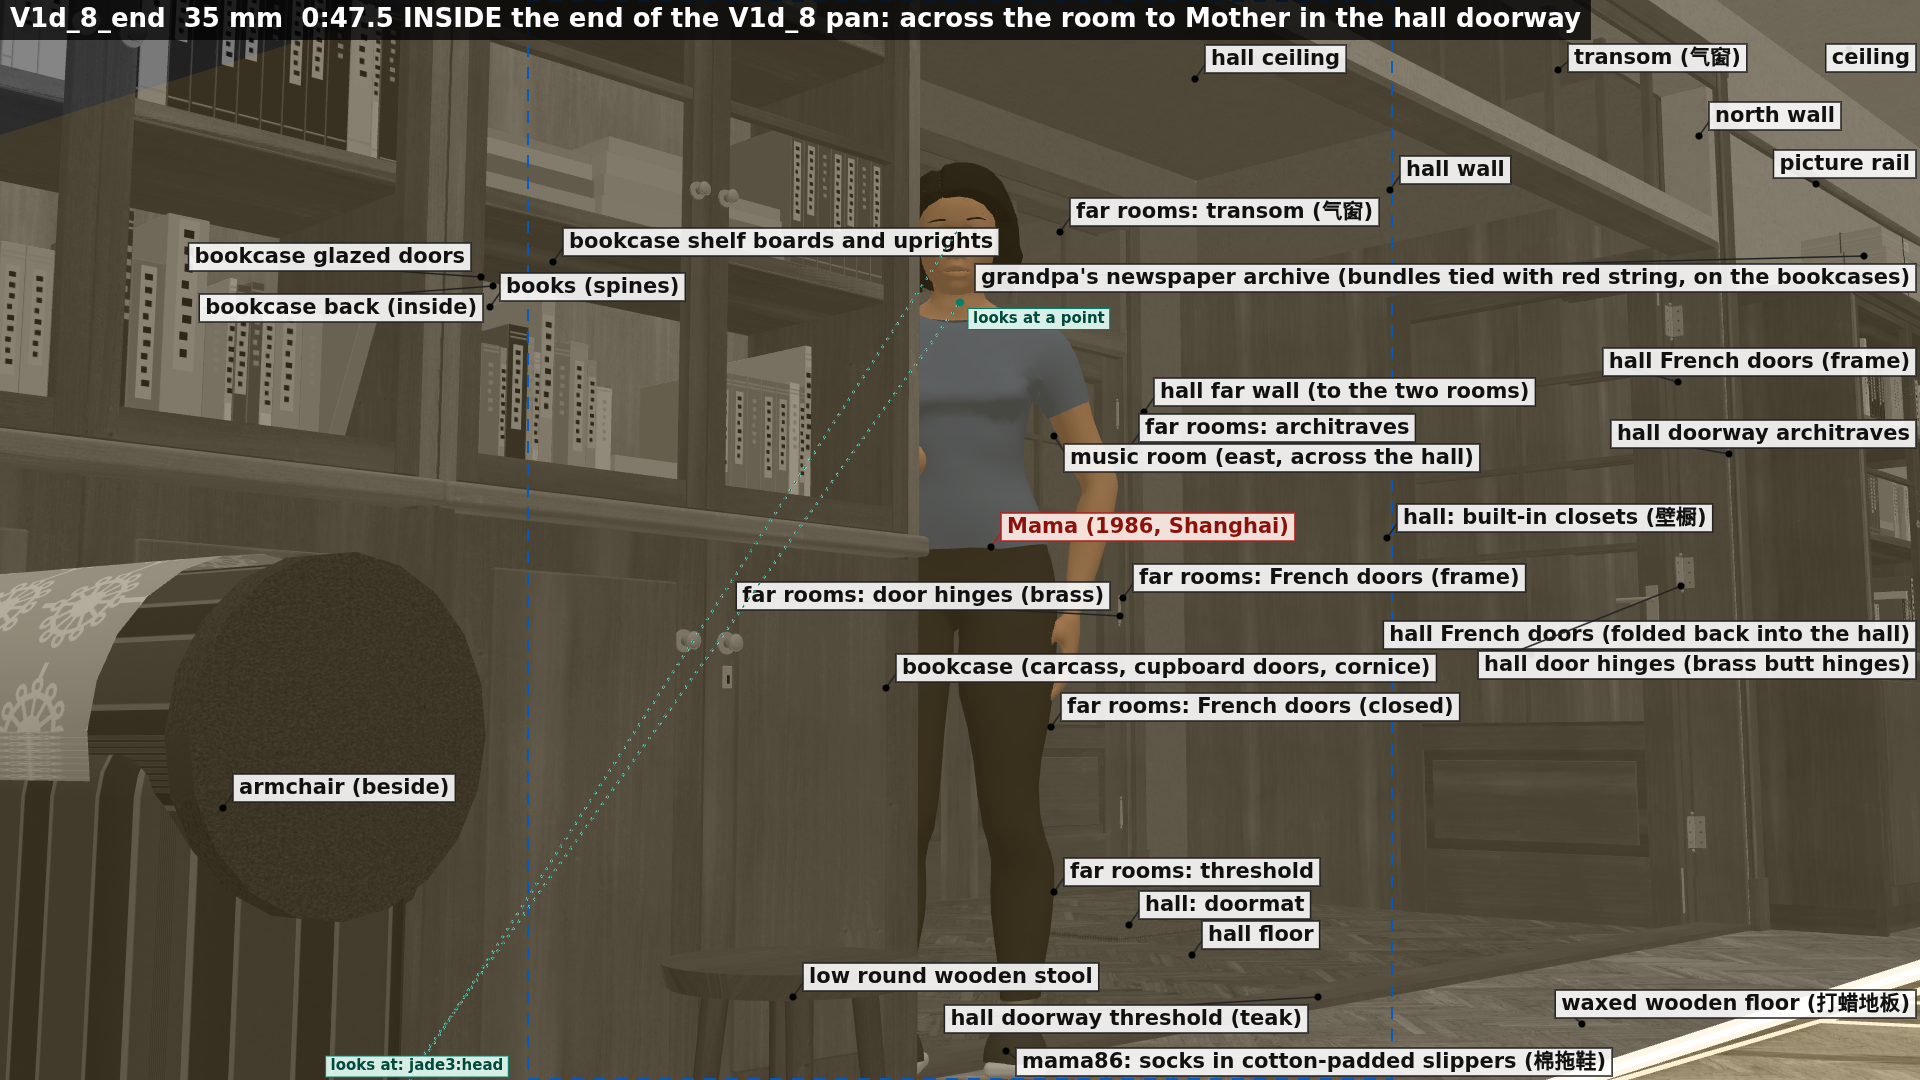 V1d_8_end 35 mm 0:47.5 INSIDE the end of the V1d_8 pan: across the room to Mother in the hall doorway
hall ceiling
transom (气窗)
ceiling
north wall
picture rail
hall wall
far rooms: transom (气窗)
bookcase glazed doors
bookcase shelf boards and uprights
grandpa's newspaper archive (bundles tied with red string, on the bookcases)
books (spines)
bookcase back (inside)
looks at a point
hall French doors (frame)
hall far wall (to the two rooms)
far rooms: architraves
hall doorway architraves
music room (east, across the hall)
Mama (1986, Shanghai)
hall: built-in closets (壁橱)
far rooms: French doors (frame)
far rooms: door hinges (brass)
hall French doors (folded back into the hall)
bookcase (carcass, cupboard doors, cornice)
hall door hinges (brass butt hinges)
far rooms: French doors (closed)
armchair (beside)
far rooms: threshold
hall: doormat
hall floor
low round wooden stool
waxed wooden floor (打蜡地板)
hall doorway threshold (teak)
looks at: jade3:head
mama86: socks in cotton-padded slippers (棉拖鞋)